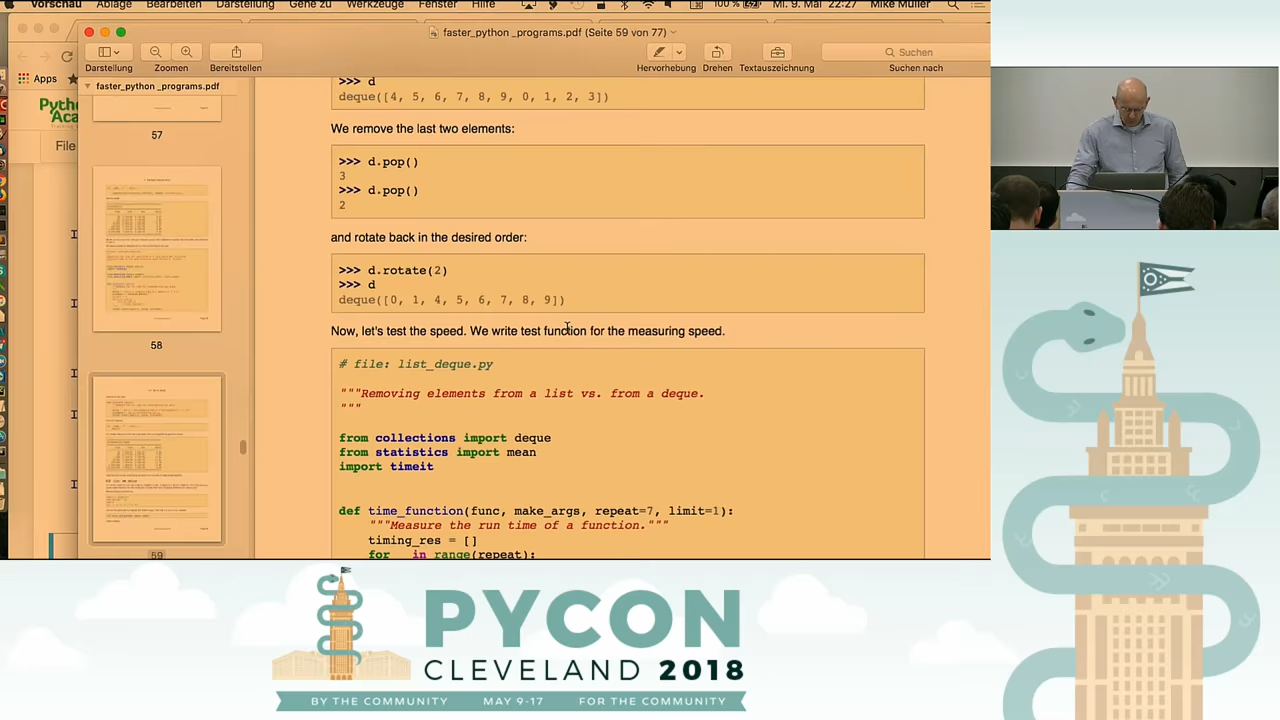 Vorschau Ablage Bearbeiten Darstellung Gehe zu Werkzeuge Fenster Hilfe 100 % Mi. 9. Mai 22:27 Mike Müller
faster_python _programs.pdf (Seite 59 von 77)
Darstellung Zoomen Bereitstellen Hervorhebung Drehen Textauszeichnung Suchen
Suchen nach
Apps
faster_python _programs.pdf
File
57
58
59
>>> d
deque([4, 5, 6, 7, 8, 9, 0, 1, 2, 3])
We remove the last two elements:
>>> d.pop()
3
>>> d.pop()
2
and rotate back in the desired order:
>>> d.rotate(2)
>>> d
deque([0, 1, 4, 5, 6, 7, 8, 9])
Now, let's test the speed. We write test function for the measuring speed.
# file: list_deque.py
"""Removing elements from a list vs. from a deque.
"""
from collections import deque
from statistics import mean
import timeit
def time_function(func, make_args, repeat=7, limit=1):
"""Measure the run time of a function."""
timing_res = []
for _ in range(repeat):
PYCON
CLEVELAND 2018
BY THE COMMUNITY MAY 9-17 FOR THE COMMUNITY